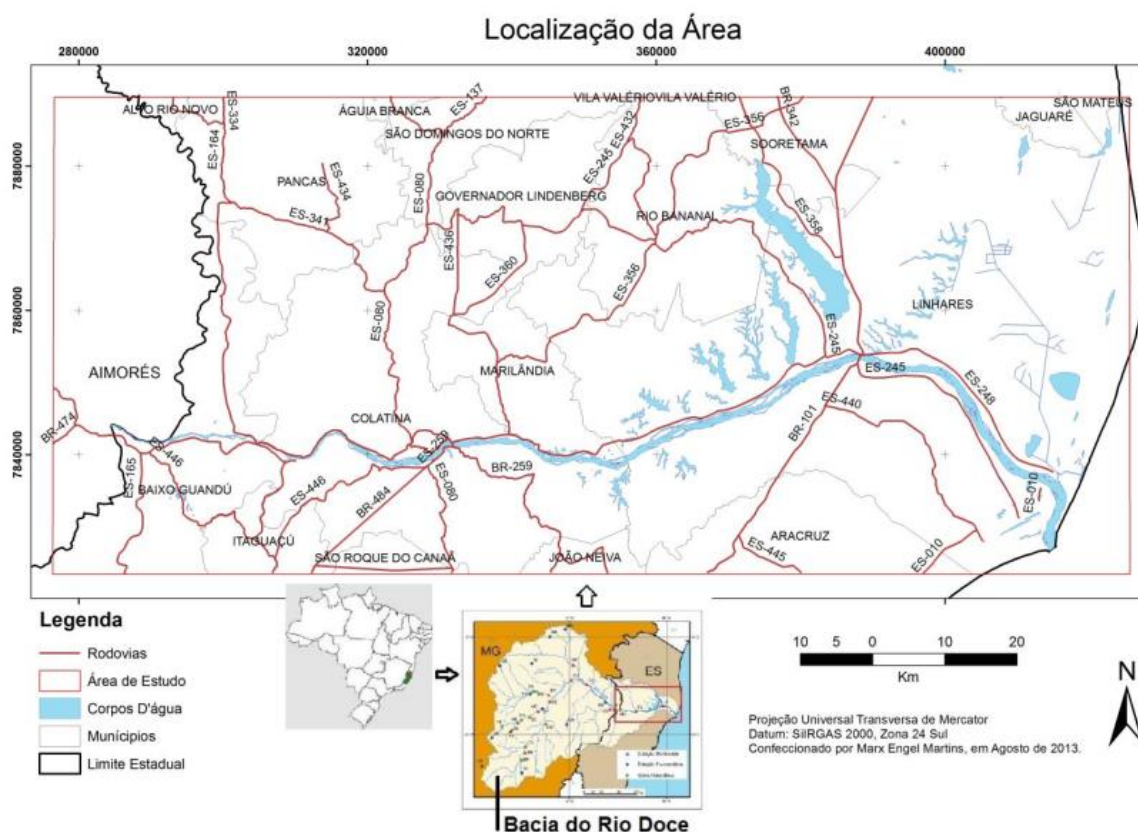 Localização da Área
280000
320000
360000
400000
7880000
7860000
7840000
ALTO RIO NOVO
ES-334
ES-164
ÁGUIA BRANCA
ES-137
SÃO DOMINGOS DO NORTE
VILA VALÉRIO
VILA VALÉRIO
BR-342
ES-356
SOORETAMA
SÃO MATEUS
JAGUARÉ
ES-432
ES-245
PANCAS
ES-434
ES-080
GOVERNADOR LINDENBERG
RIO BANANAL
ES-341
ES-436
ES-360
ES-356
ES-358
LINHARES
ES-080
ES-245
AIMORÉS
MARILÂNDIA
ES-245
ES-248
COLATINA
BR-474
ES-446
ES-165
BAIXO GUANDÚ
ES-259
BR-259
ES-440
BR-101
ES-446
BR-484
ES-080
ES-010
ITAGUAÇÚ
SÃO ROQUE DO CANAÃ
JOÃO NEIVA
ARACRUZ
ES-445
ES-010
Legenda
Rodovias
Área de Estudo
Corpos D'água
Munícipios
Limite Estadual
MG
ES
Bacia do Rio Doce
10 5 0 10 20
Km
Projeção Universal Transversa de Mercator
Datum: SilRGAS 2000, Zona 24 Sul
Confeccionado por Marx Engel Martins, em Agosto de 2013.
N